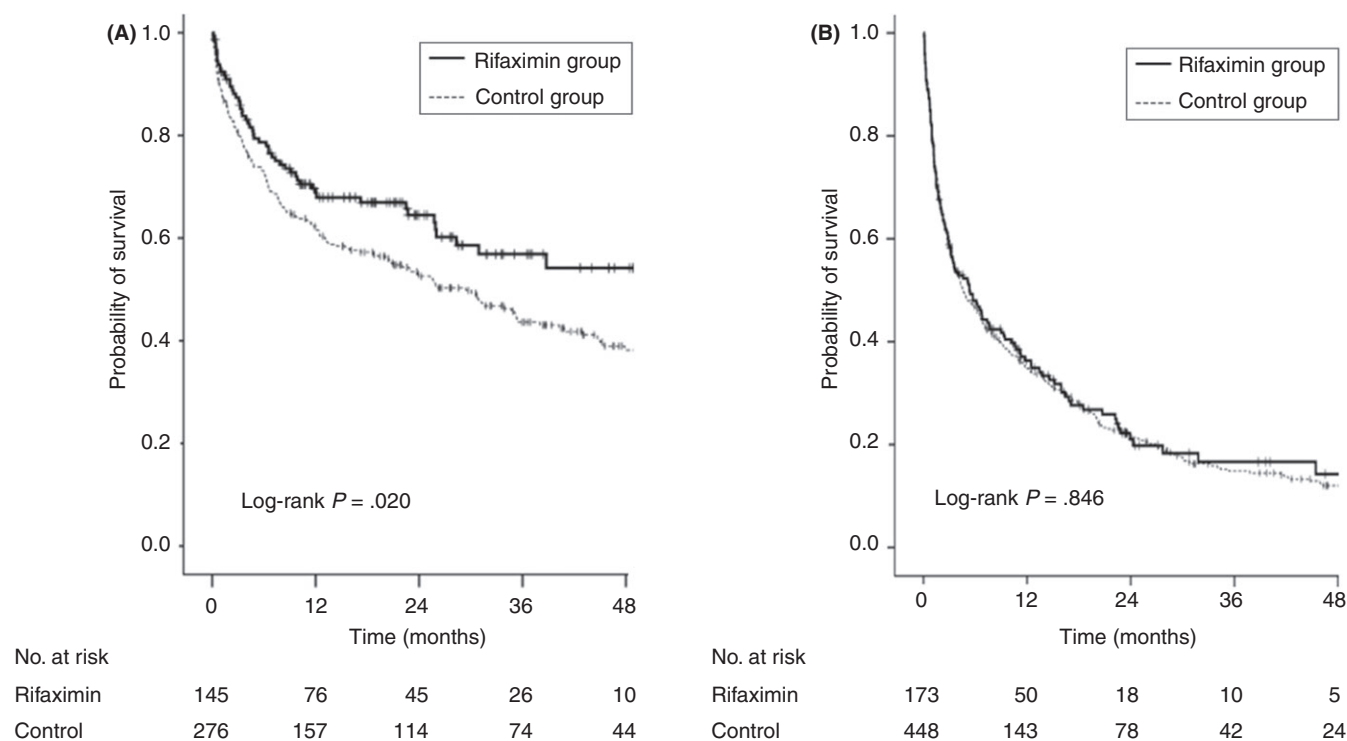 (A)
1.0
0.8
0.6
0.4
0.2
0.0
Probability of survival
Rifaximin group
Control group
Log-rank P = .020
0 12 24 36 48
Time (months)
No. at risk
Rifaximin 145 76 45 26 10
Control 276 157 114 74 44
(B)
1.0
0.8
0.6
0.4
0.2
0.0
Probability of survival
Rifaximin group
Control group
Log-rank P = .846
0 12 24 36 48
Time (months)
No. at risk
Rifaximin 173 50 18 10 5
Control 448 143 78 42 24